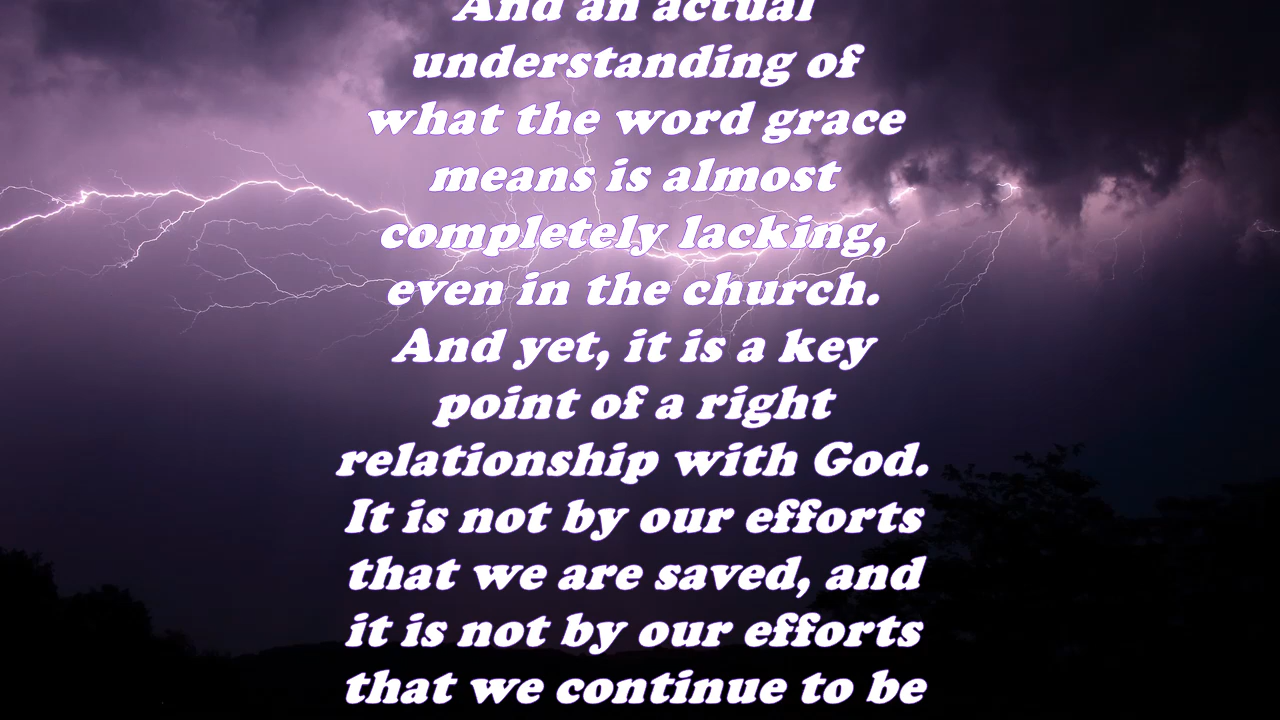 And an actual
understanding of
what the word grace
means is almost
completely lacking,
even in the church.
And yet, it is a key
point of a right
relationship with God.
It is not by our efforts
that we are saved, and
it is not by our efforts
that we continue to be